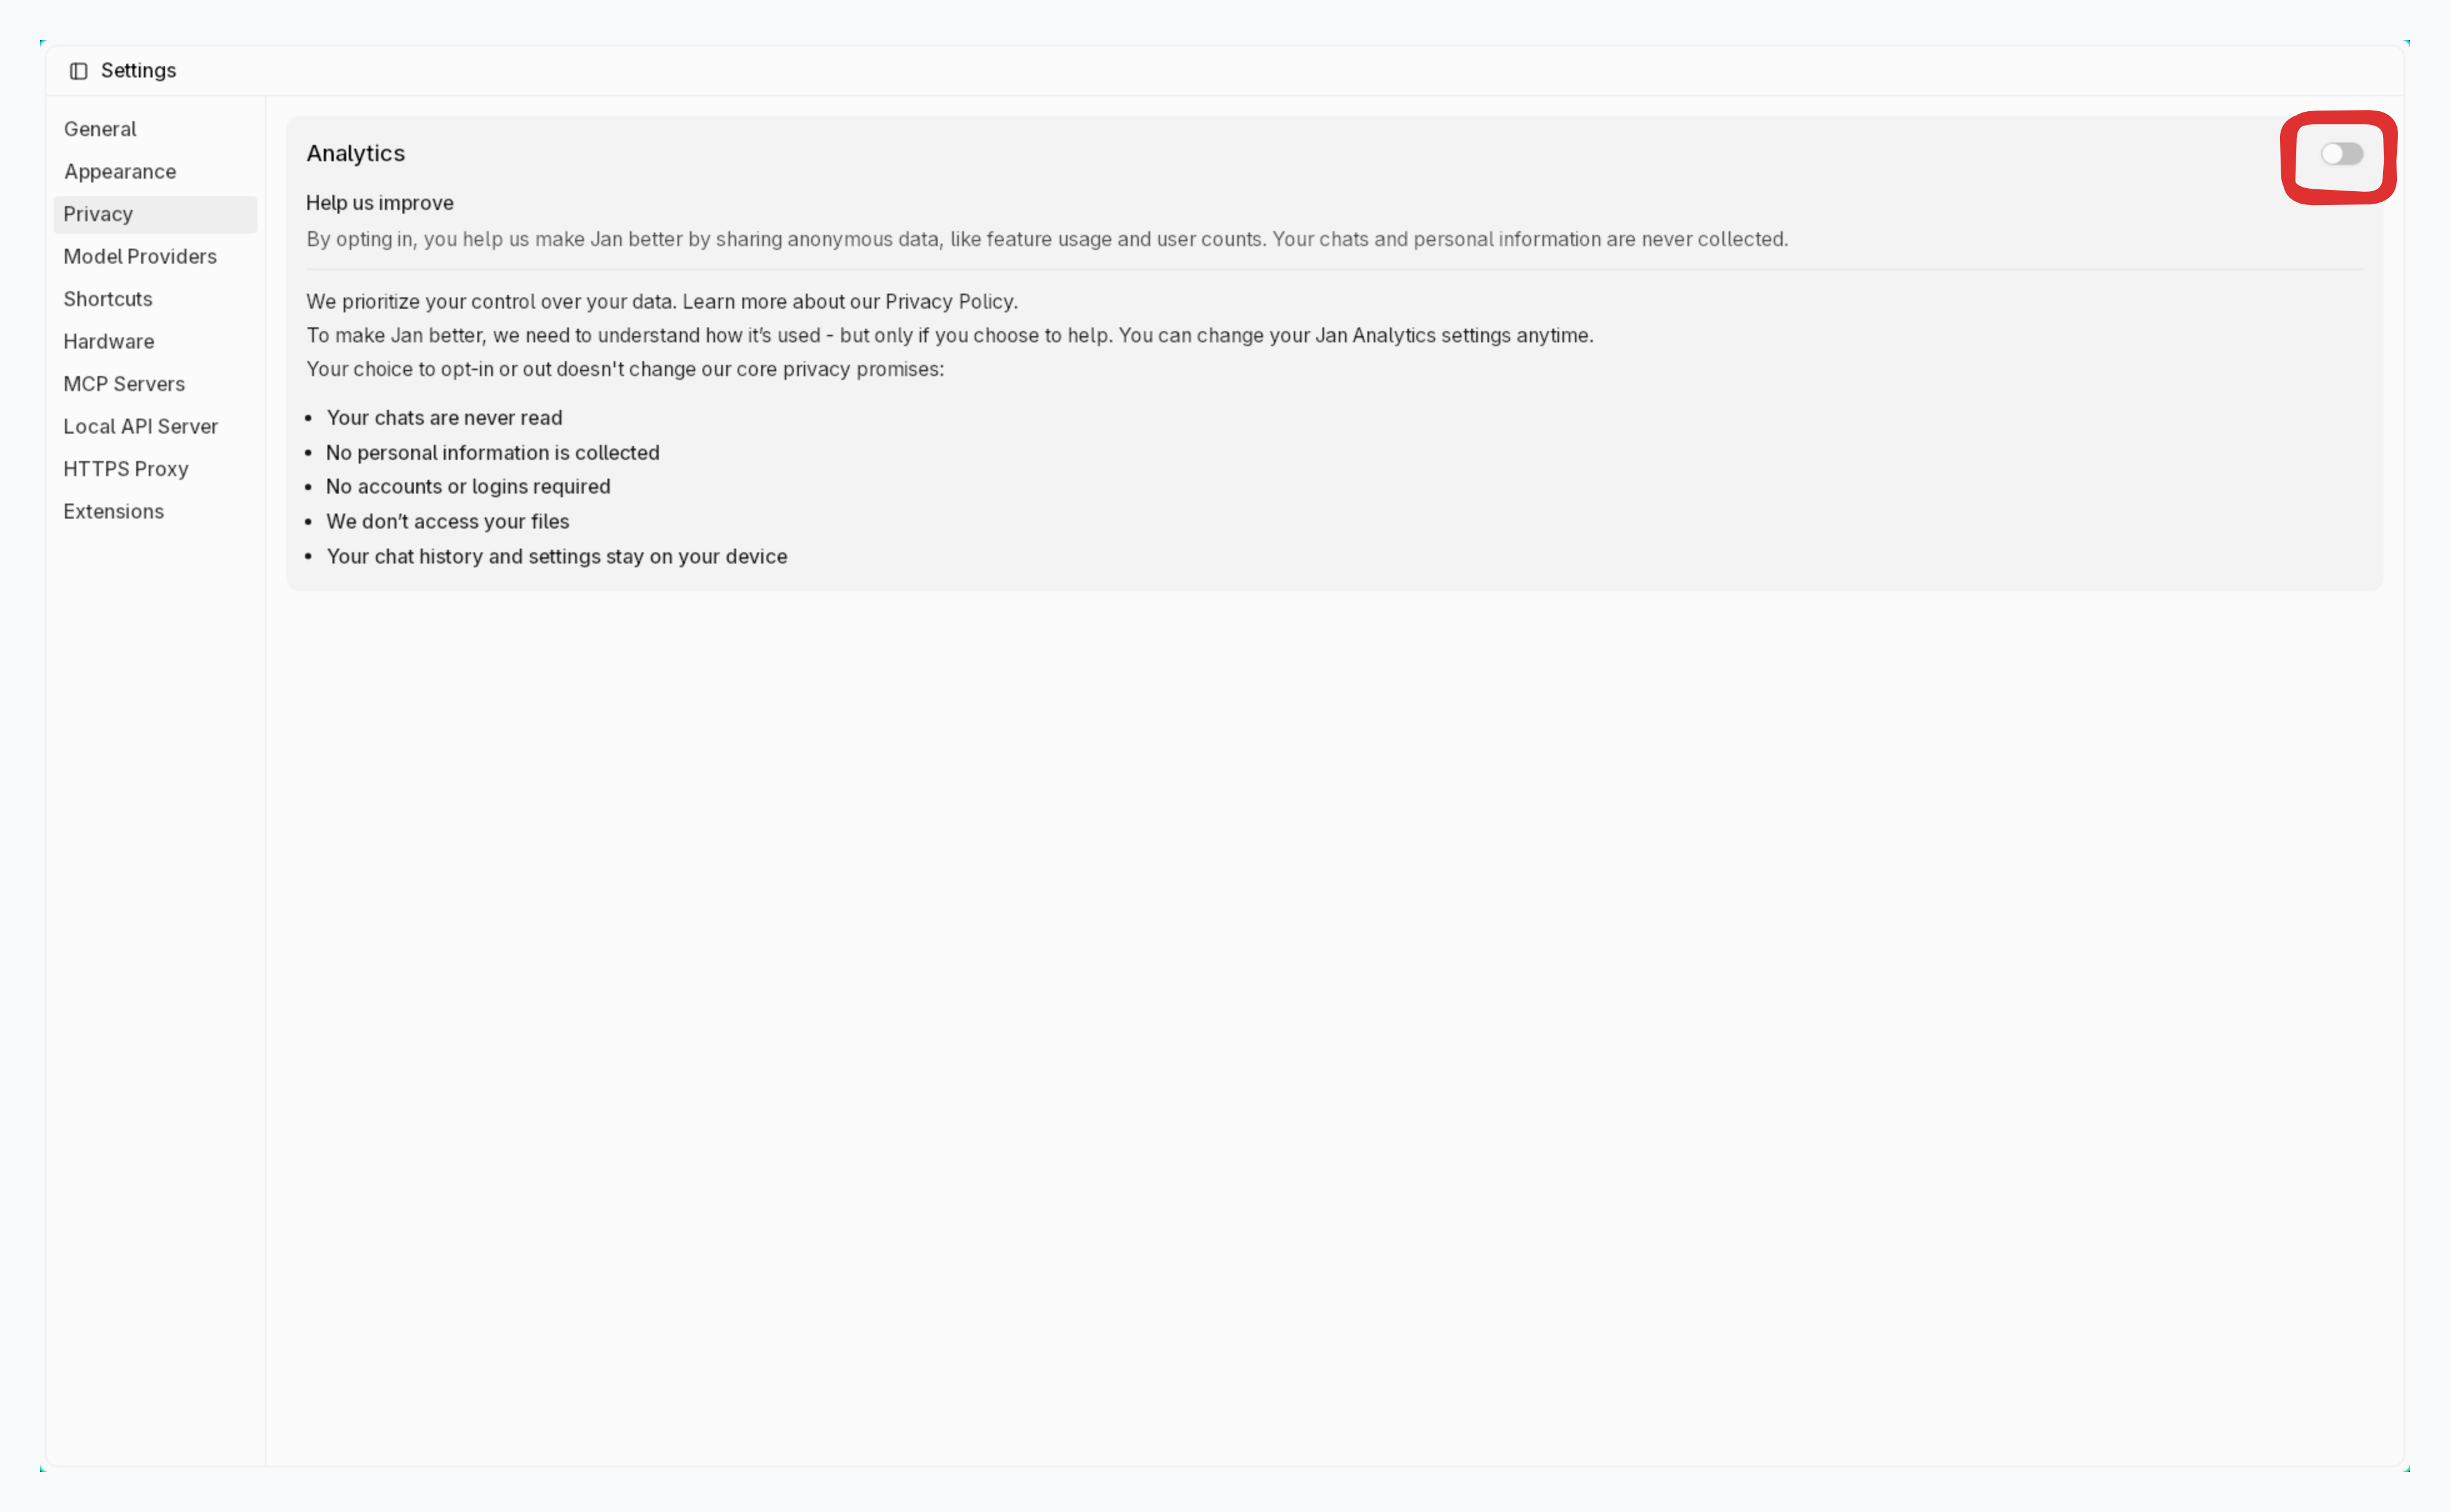 Settings
General
Appearance
Privacy
Model Providers
Shortcuts
Hardware
MCP Servers
Local API Server
HTTPS Proxy
Extensions
Analytics
Help us improve
By opting in, you help us make Jan better by sharing anonymous data, like feature usage and user counts. Your chats and personal information are never collected.
We prioritize your control over your data. Learn more about our Privacy Policy.
To make Jan better, we need to understand how it’s used - but only if you choose to help. You can change your Jan Analytics settings anytime.
Your choice to opt-in or out doesn't change our core privacy promises:
• Your chats are never read
• No personal information is collected
• No accounts or logins required
• We don’t access your files
• Your chat history and settings stay on your device